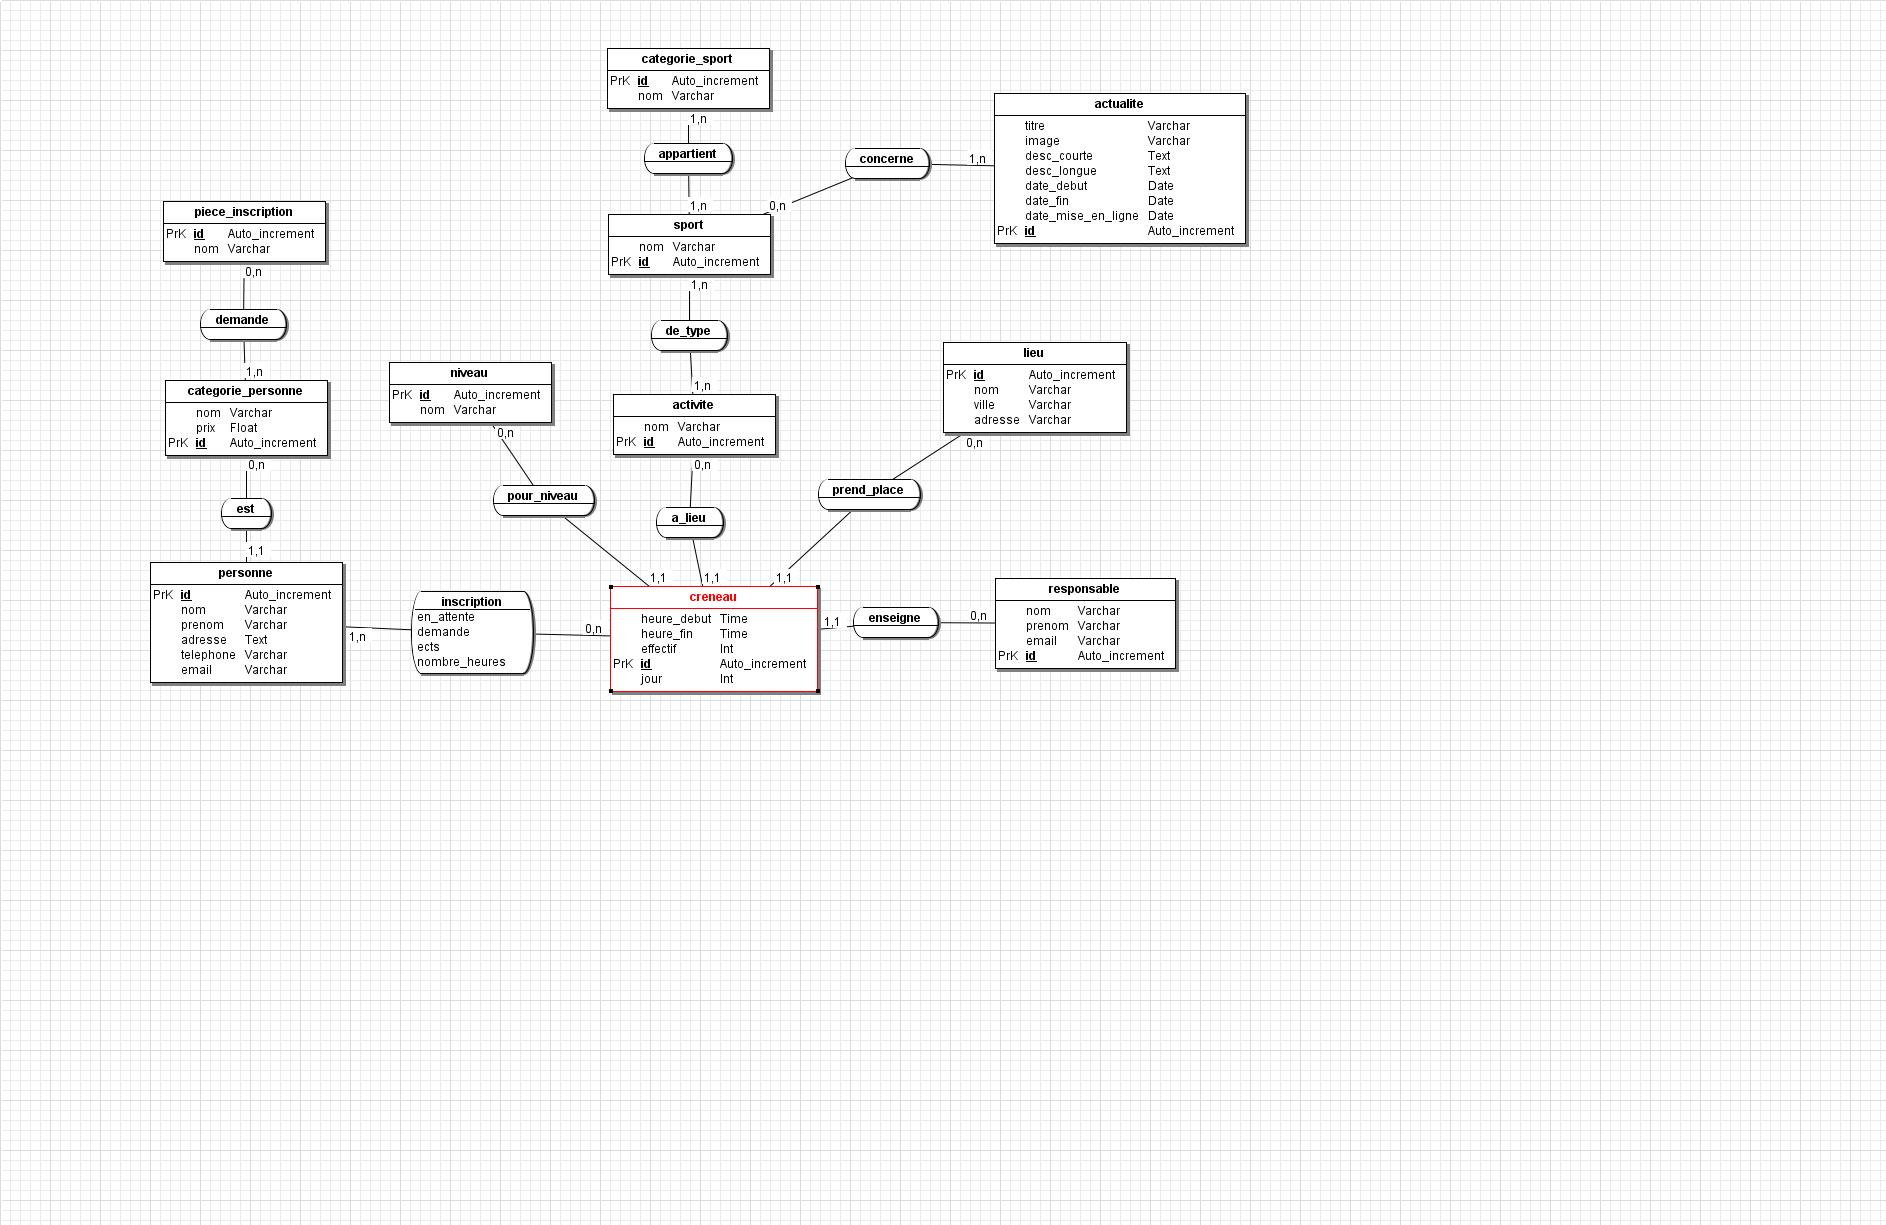 categorie_sport
PrK id Auto_increment
nom Varchar
1,n
appartient
1,n
concerne
1,n
0,n
actualite
titre Varchar
image Varchar
desc_courte Text
desc_longue Text
date_debut Date
date_fin Date
date_mise_en_ligne Date
PrK id Auto_increment
piece_inscription
PrK id Auto_increment
nom Varchar
0,n
demande
1,n
sport
nom Varchar
PrK id Auto_increment
1,n
de_type
1,n
categorie_personne
nom Varchar
prix Float
PrK id Auto_increment
0,n
est
1,1
niveau
PrK id Auto_increment
nom Varchar
0,n
pour_niveau
1,1
activite
nom Varchar
PrK id Auto_increment
0,n
a_lieu
1,1
lieu
PrK id Auto_increment
nom Varchar
ville Varchar
adresse Varchar
0,n
prend_place
1,1
personne
PrK id Auto_increment
nom Varchar
prenom Varchar
adresse Text
telephone Varchar
email Varchar
1,n
inscription
en_attente
demande
ects
nombre_heures
0,n
creneau
heure_debut Time
heure_fin Time
effectif Int
PrK id Auto_increment
jour Int
1,1
enseigne
0,n
responsable
nom Varchar
prenom Varchar
email Varchar
PrK id Auto_increment